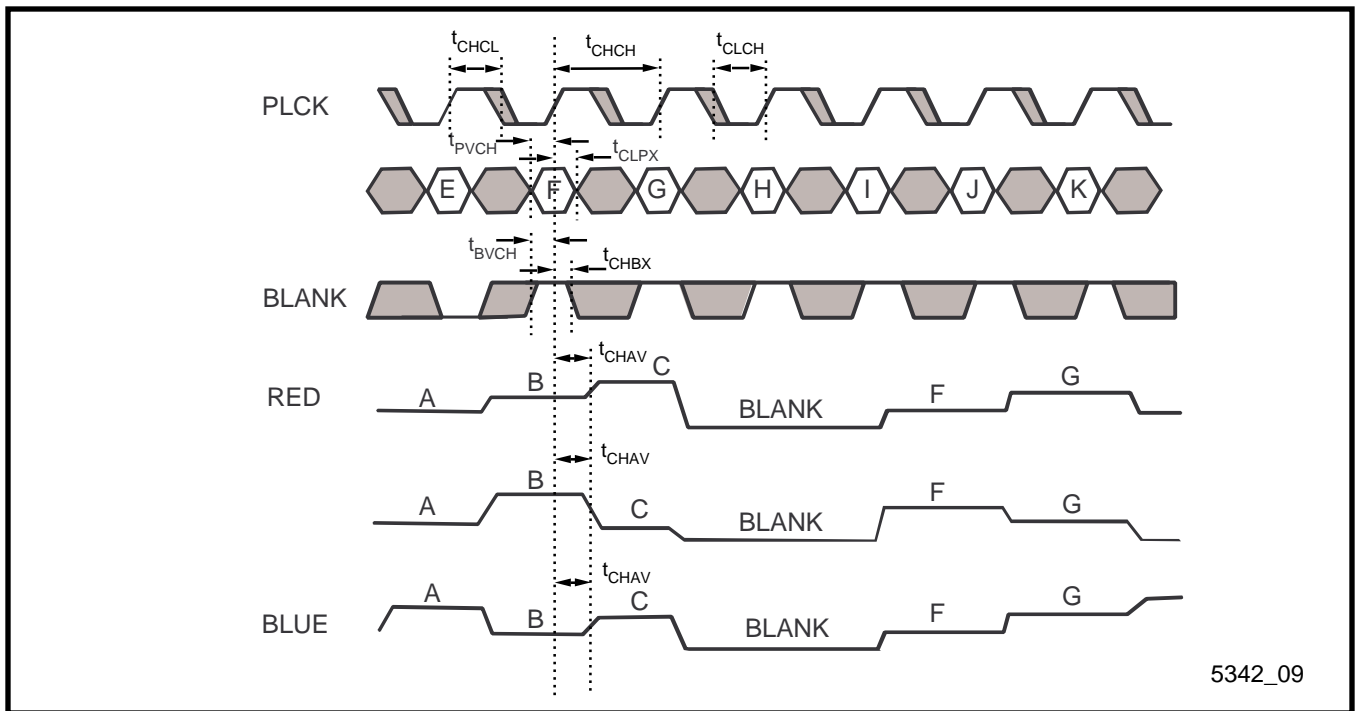 tCHCL tCHCH tCLCH
PLCK
tPVCH tCLPX
E F G H I J K
tBVCH tCHBX
BLANK
tCHAV
RED A B C BLANK F G
tCHAV
A B C BLANK F G
tCHAV
BLUE A B C BLANK F G
5342_09